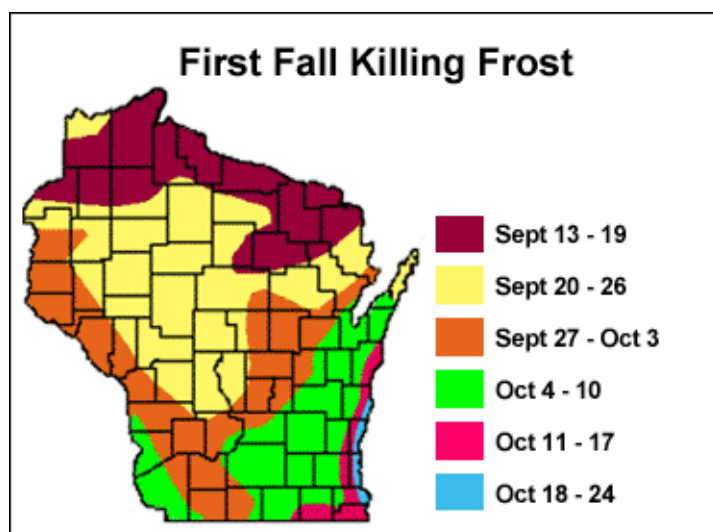 First Fall Killing Frost
Sept 13 - 19
Sept 20 - 26
Sept 27 - Oct 3
Oct 4 - 10
Oct 11 - 17
Oct 18 - 24